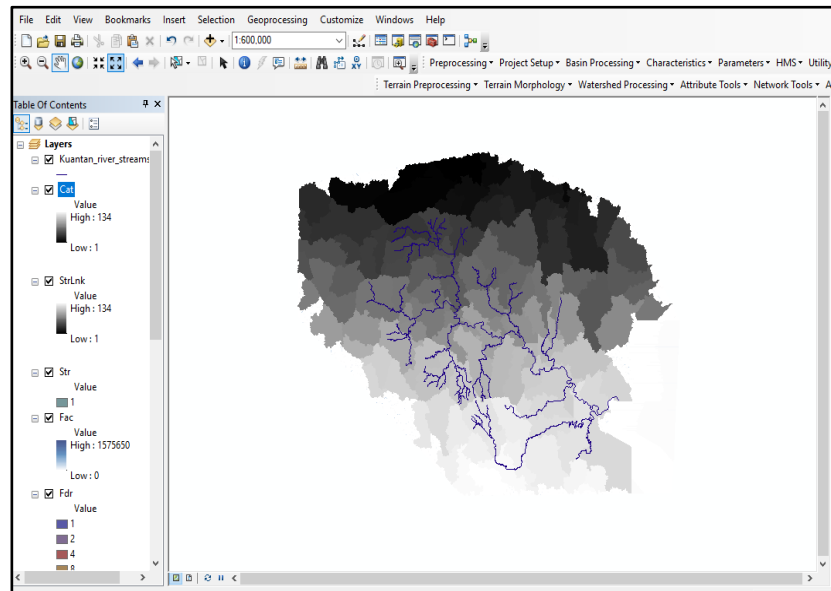 File Edit View Bookmarks Insert Selection Geoprocessing Customize Windows Help
1:600,000
Preprocessing Project Setup Basin Processing Characteristics Parameters HMS Utility
Terrain Preprocessing Terrain Morphology Watershed Processing Attribute Tools Network Tools A
Table Of Contents
Layers
Kuantan_river_streams
Cat
Value
High : 134
Low : 1
StrLnk
Value
High : 134
Low : 1
Str
Value
1
Fac
Value
High : 1575650
Low : 0
Fdr
Value
1
2
4
8